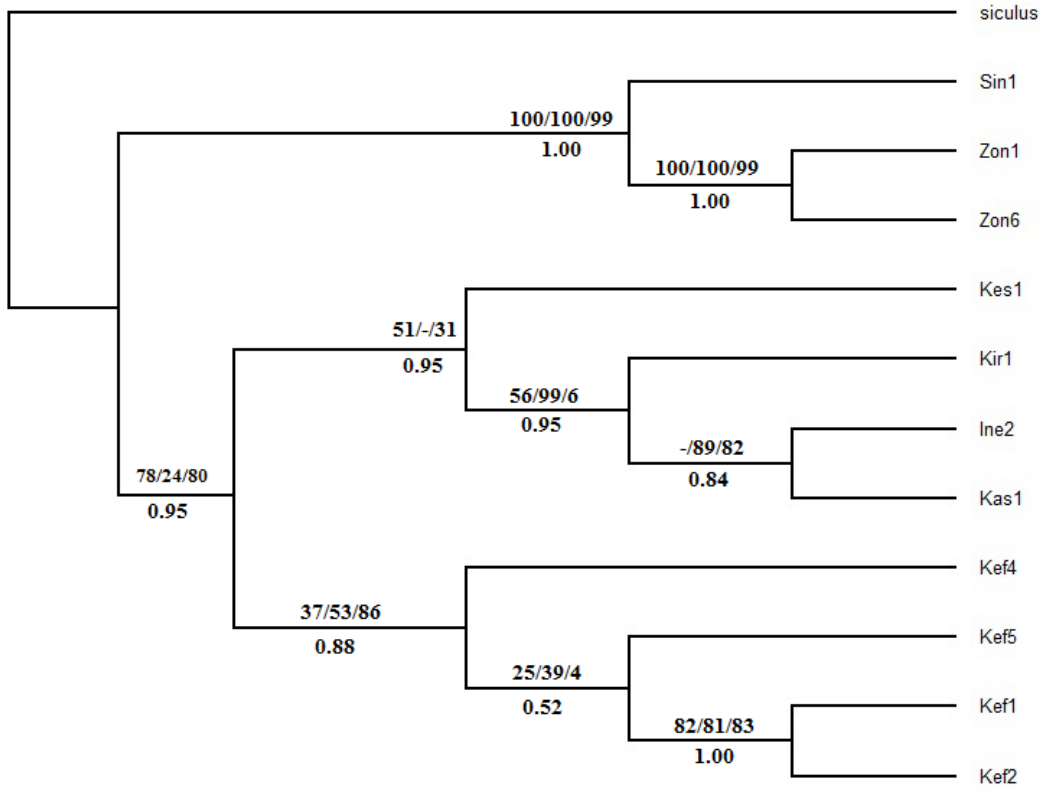 siculus
Sin1
100/100/99
1.00
Zon1
100/100/99
1.00
Zon6
Kes1
51/-/31
0.95
Kir1
56/99/6
0.95
Ine2
-/89/82
0.84
Kas1
78/24/80
0.95
Kef4
37/53/86
0.88
Kef5
25/39/4
0.52
Kef1
82/81/83
1.00
Kef2